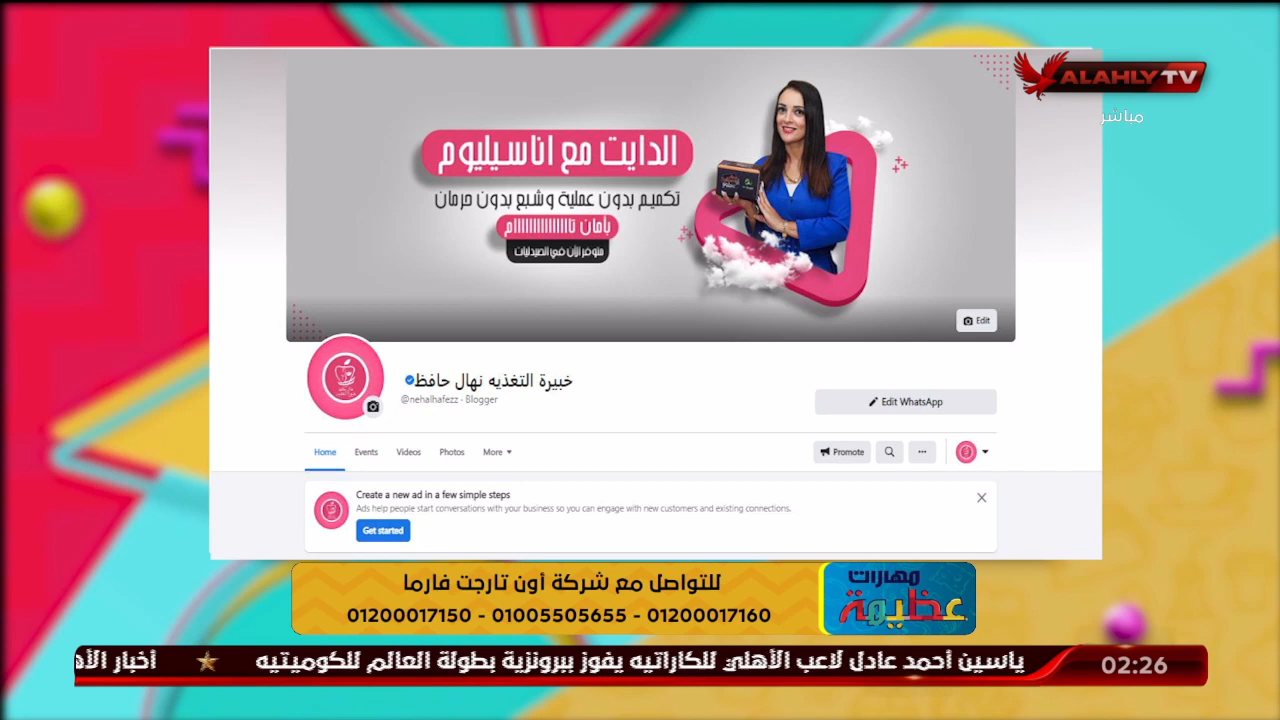 ALAHLY TV
مباشر
الدايت مع اناسيليوم
تكميم بدون عملية وشبع بدون حرمان
بأمان تااااااااااااااام
متوفر الآن في الصيدليات
Edit
خبيرة التغذيه نهال حافظ
@nehalhafezz · Blogger
Edit WhatsApp
Home
Events
Videos
Photos
More
Promote
Create a new ad in a few simple steps
Ads help people start conversations with your business so you can engage with new customers and existing connections.
Get started
مهارات
عظيمة
للتواصل مع شركة أون تارجت فارما
01200017150 - 01005505655 - 01200017160
02:26
ياسين أحمد عادل لاعب الأهلي للكاراتيه يفوز ببرونزية بطولة العالم للكوميتيه
أخبار الأه